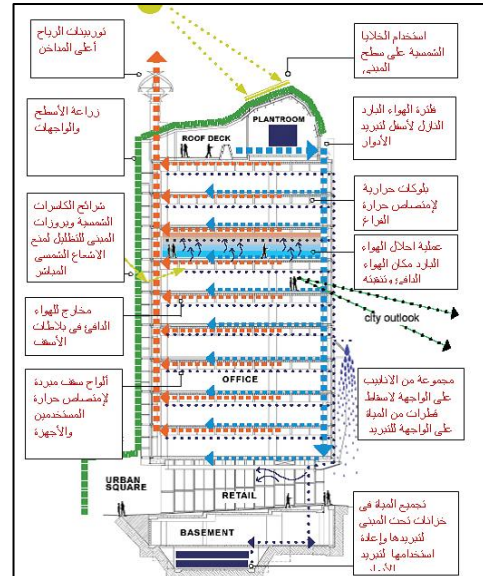 توربينات الرياح
أعلى المداخن
استخدام الخلايا
الشمسية على سطح
المبنى
PLANTROOM
ROOF DECK
زراعة الأسطح
والواجهات
فلترة الهواء البارد
النازل لأسفل لتبريد
الأدوار
شرائح الكاسرات
الشمسية وبروزات
المبنى للتظليل لمنع
الاشعاع الشمسى
المباشر
بلوكات حرارية
لإمتصاص حرارة
الفراغ
عملية احلال الهواء
البارد مكان الهواء
الدافئ وتنقيته
city outlook
مخارج للهواء
الدافئ فى بلاطات
الأسقف
ألواح سقف مبردة
لإمتصاص حرارة
المستخدمين
والأجهزة
OFFICE
مجموعة من الانابيب
على الواجهة لاسقاط
قطرات من المياة
على الواجهة للتبريد
URBAN
SQUARE
RETAIL
BASEMENT
تجميع المياة فى
خزانات تحت المبنى
لتبريدها وإعادة
استخدامها لتبريد